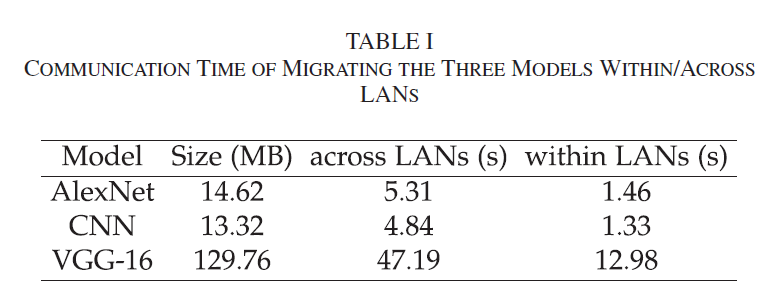 TABLE I
COMMUNICATION TIME OF MIGRATING THE THREE MODELS WITHIN/ACROSS
LANS
Model Size (MB) across LANs (s) within LANs (s)
AlexNet 14.62 5.31 1.46
CNN 13.32 4.84 1.33
VGG-16 129.76 47.19 12.98